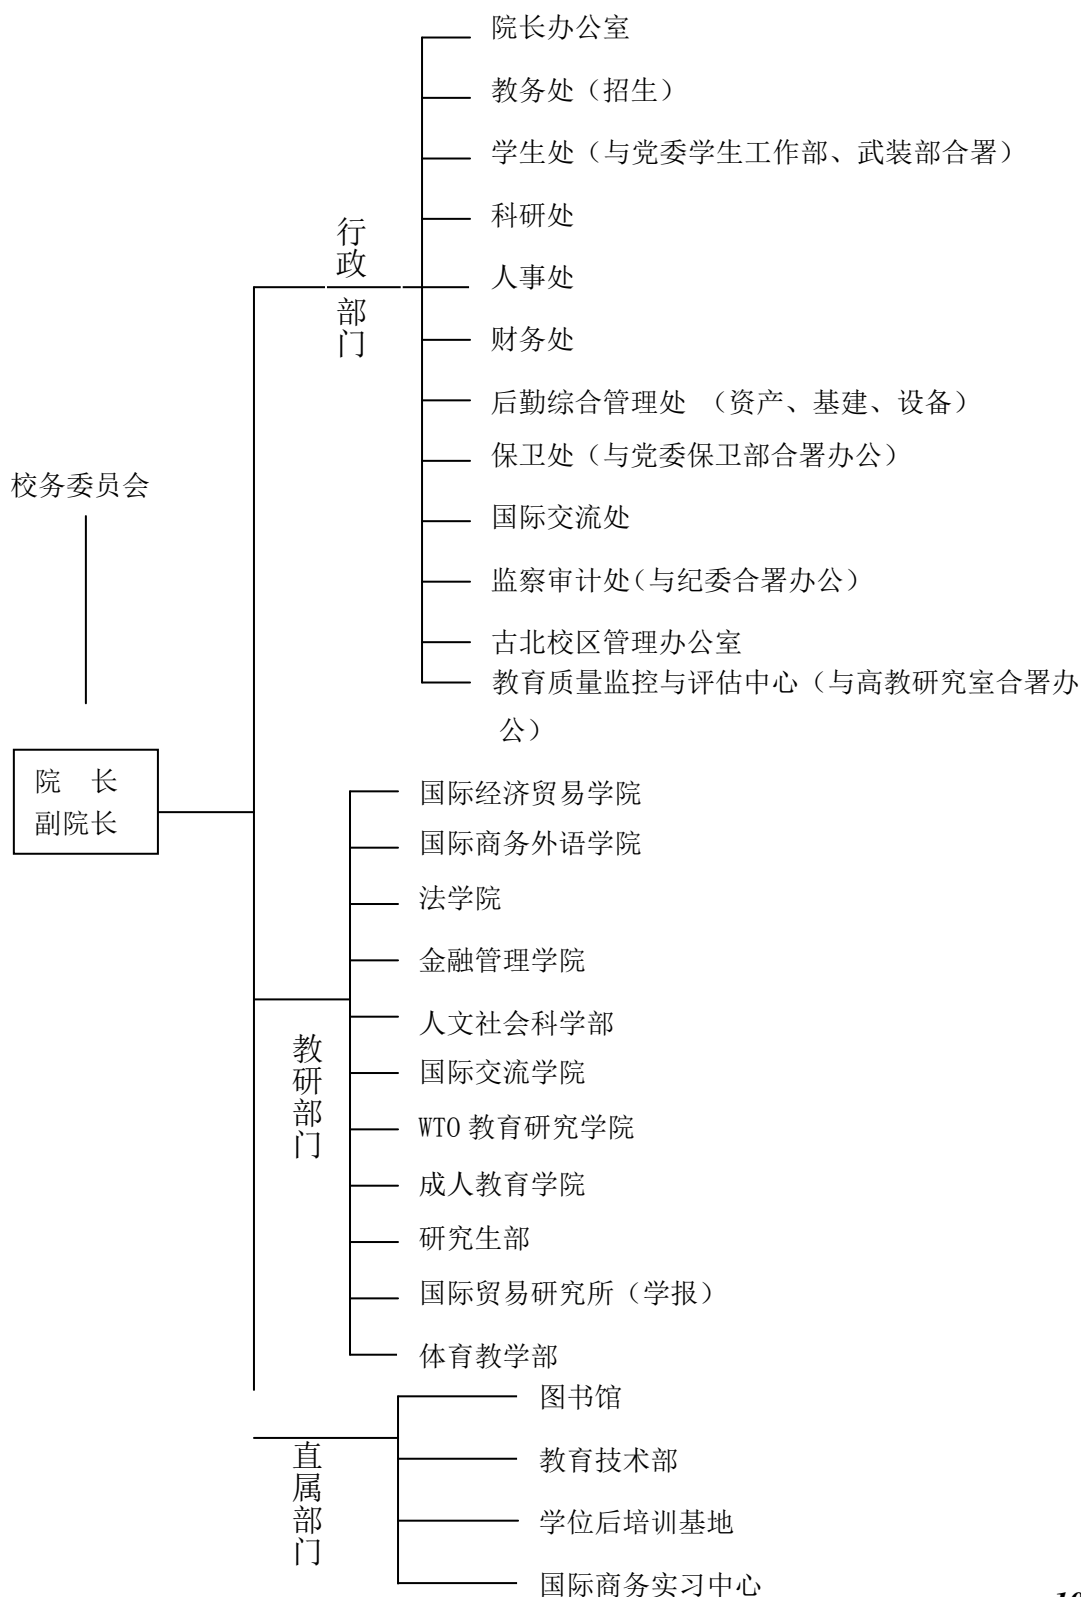 院长办公室
教务处（招生）
学生处（与党委学生工作部、武装部合署）
科研处
人事处
财务处
后勤综合管理处 （资产、基建、设备）
保卫处（与党委保卫部合署办公）
国际交流处
监察审计处(与纪委合署办公）
古北校区管理办公室
教育质量监控与评估中心（与高教研究室合署办
公）
行政部门
校务委员会
院　长
副院长
国际经济贸易学院
国际商务外语学院
法学院
金融管理学院
人文社会科学部
国际交流学院
WTO 教育研究学院
成人教育学院
研究生部
国际贸易研究所（学报）
体育教学部
教研部门
图书馆
教育技术部
学位后培训基地
国际商务实习中心
直属部门